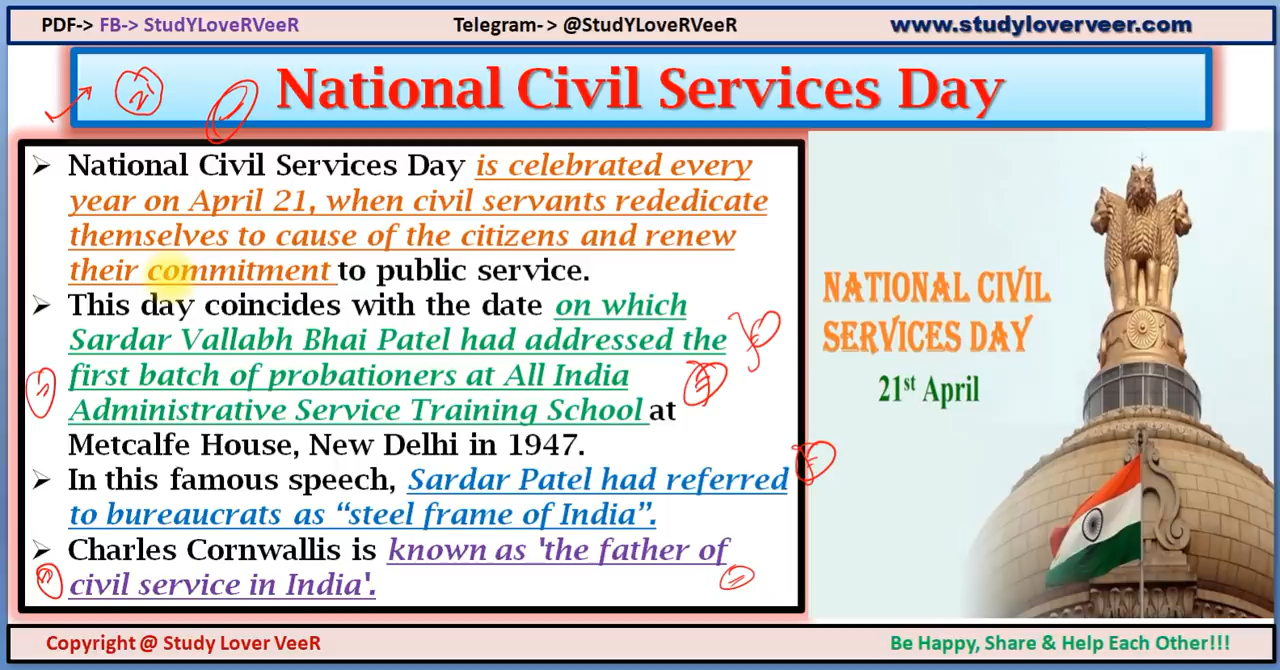 PDF-> FB-> StudYLoveRVeeR Telegram- > @StudYLoveRVeeR www.studyloverveer.com
National Civil Services Day
➢ National Civil Services Day is celebrated every
year on April 21, when civil servants rededicate
themselves to cause of the citizens and renew
their commitment to public service.
➢ This day coincides with the date on which
Sardar Vallabh Bhai Patel had addressed the
first batch of probationers at All India
Administrative Service Training School at
Metcalfe House, New Delhi in 1947.
➢ In this famous speech, Sardar Patel had referred
to bureaucrats as “steel frame of India”.
➢ Charles Cornwallis is known as 'the father of
civil service in India'.
NATIONAL CIVIL
SERVICES DAY
21st April
Copyright @ Study Lover VeeR Be Happy, Share & Help Each Other!!!